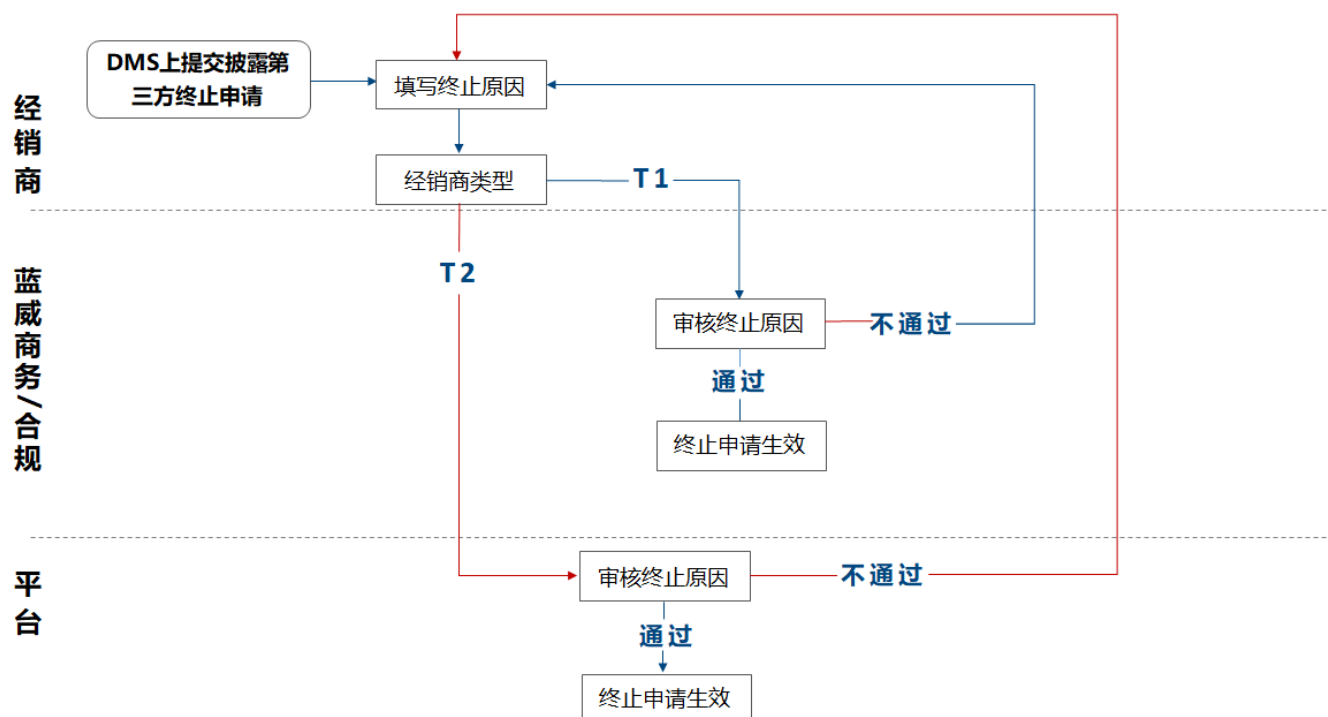 DMS上提交披露第
三方终止申请
填写终止原因
经销商
经销商类型
T1
T2
蓝威商务/合规
审核终止原因
不通过
通过
终止申请生效
平台
审核终止原因
不通过
通过
终止申请生效